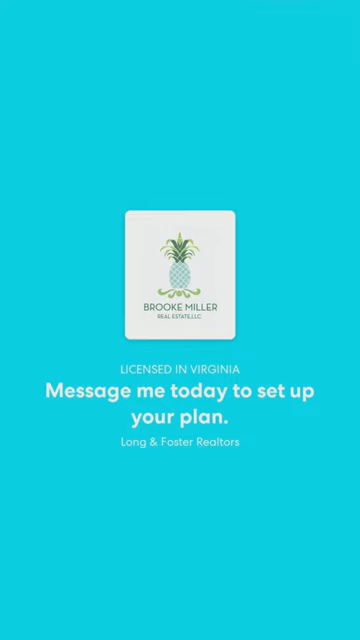 BROOKE MILLER
REAL ESTATE,LLC
LICENSED IN VIRGINIA
Message me today to set up
your plan.
Long & Foster Realtors